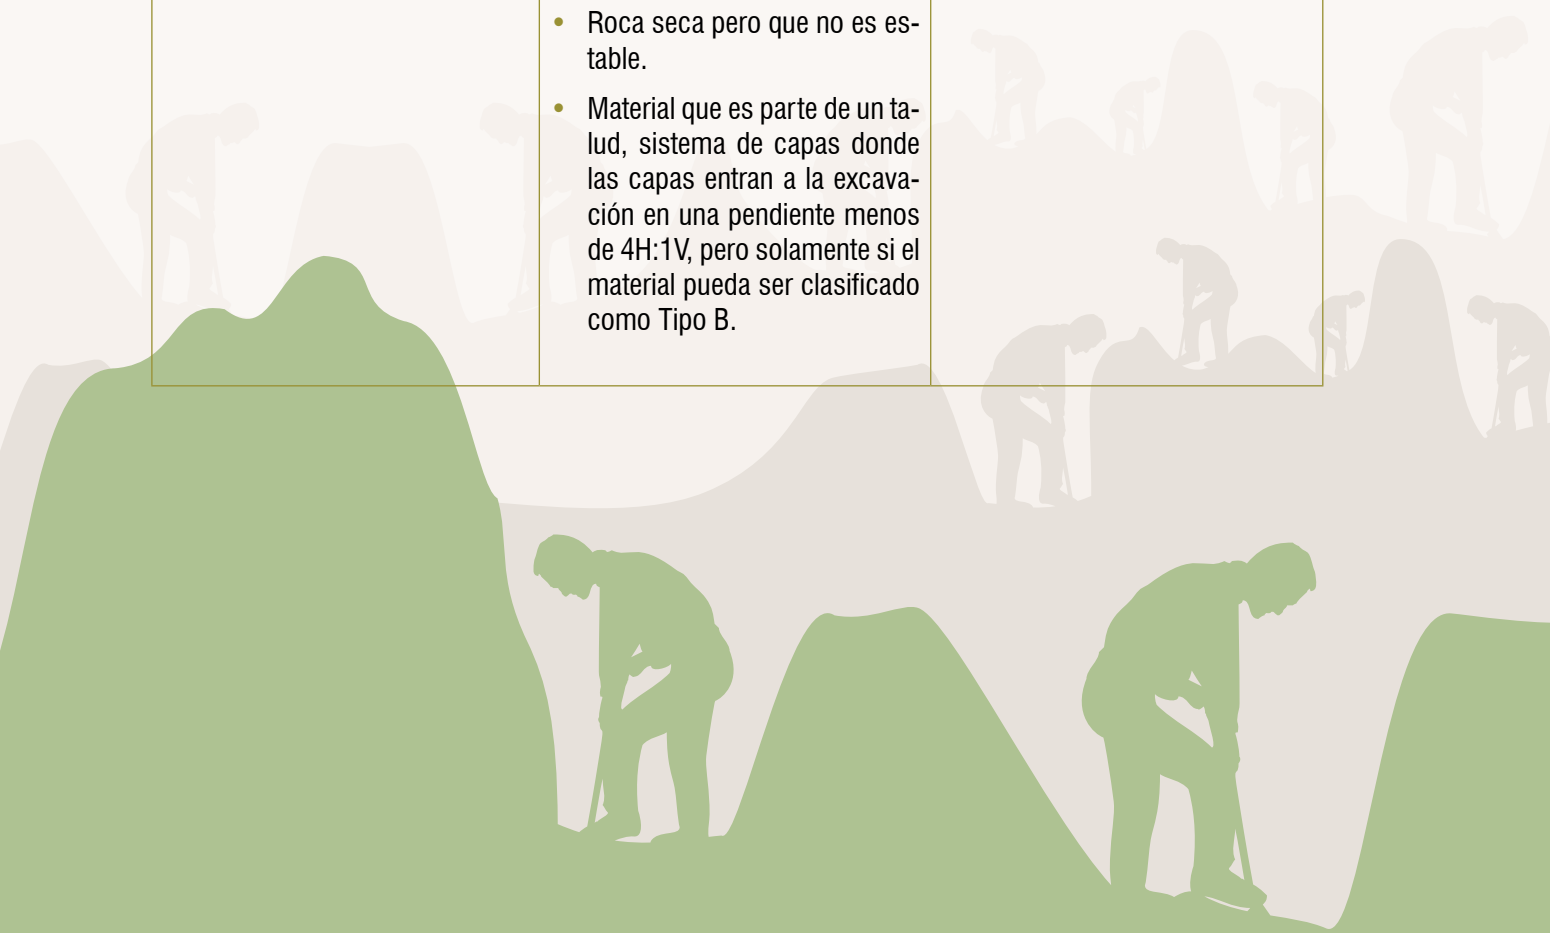 • Roca seca pero que no es es-
table.
• Material que es parte de un ta-
lud, sistema de capas donde
las capas entran a la excava-
ción en una pendiente menos
de 4H:1V, pero solamente si el
material pueda ser clasificado
como Tipo B.